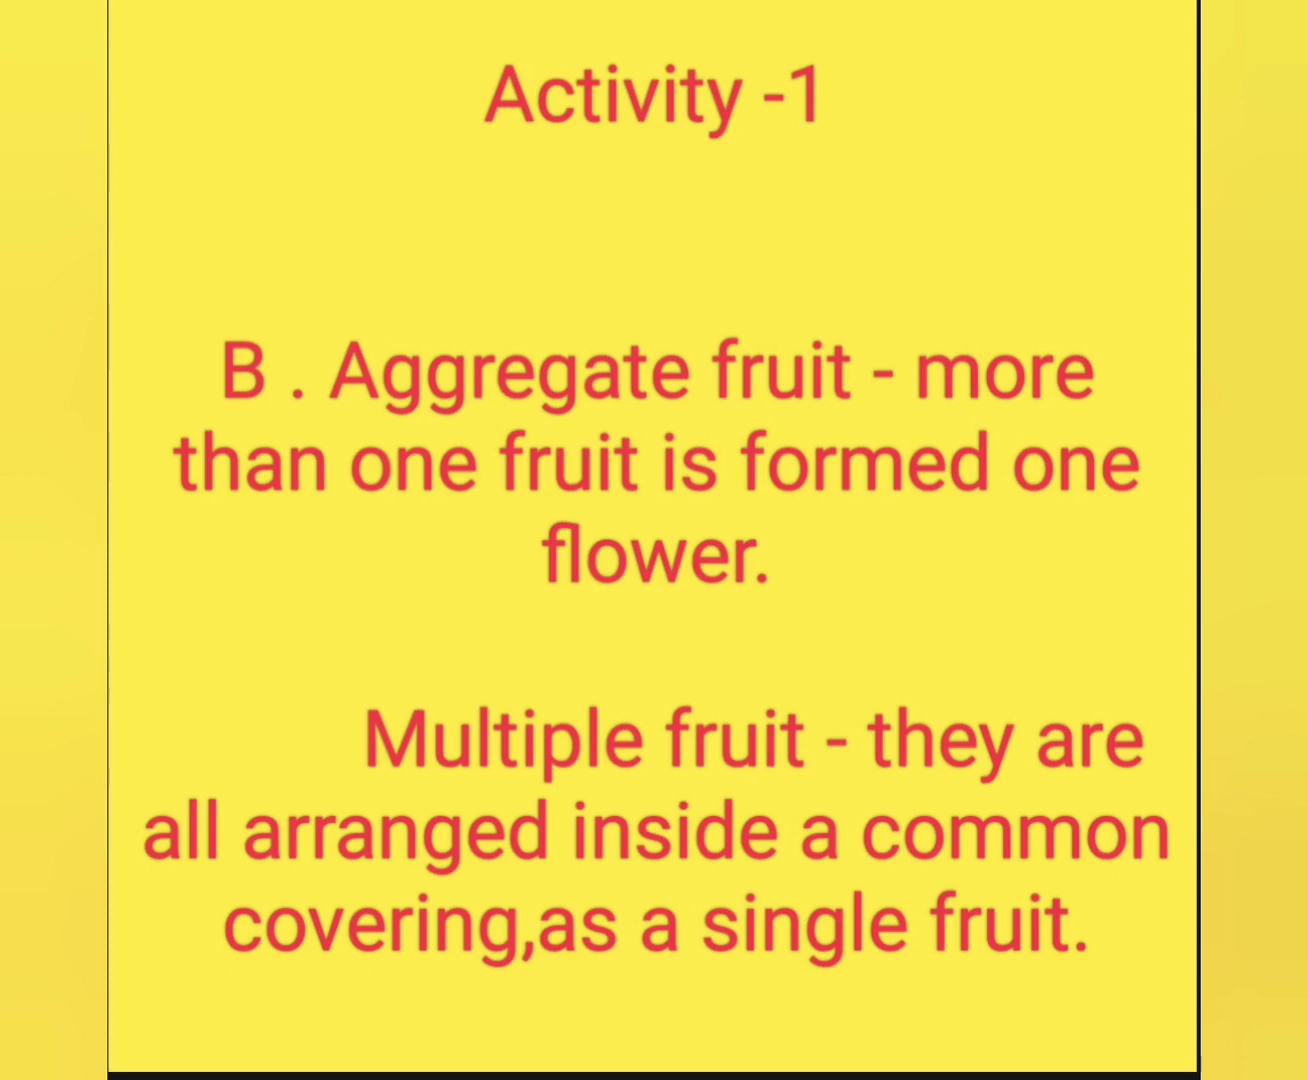 Activity -1
B . Aggregate fruit - more
than one fruit is formed one
flower.
Multiple fruit - they are
all arranged inside a common
covering,as a single fruit.